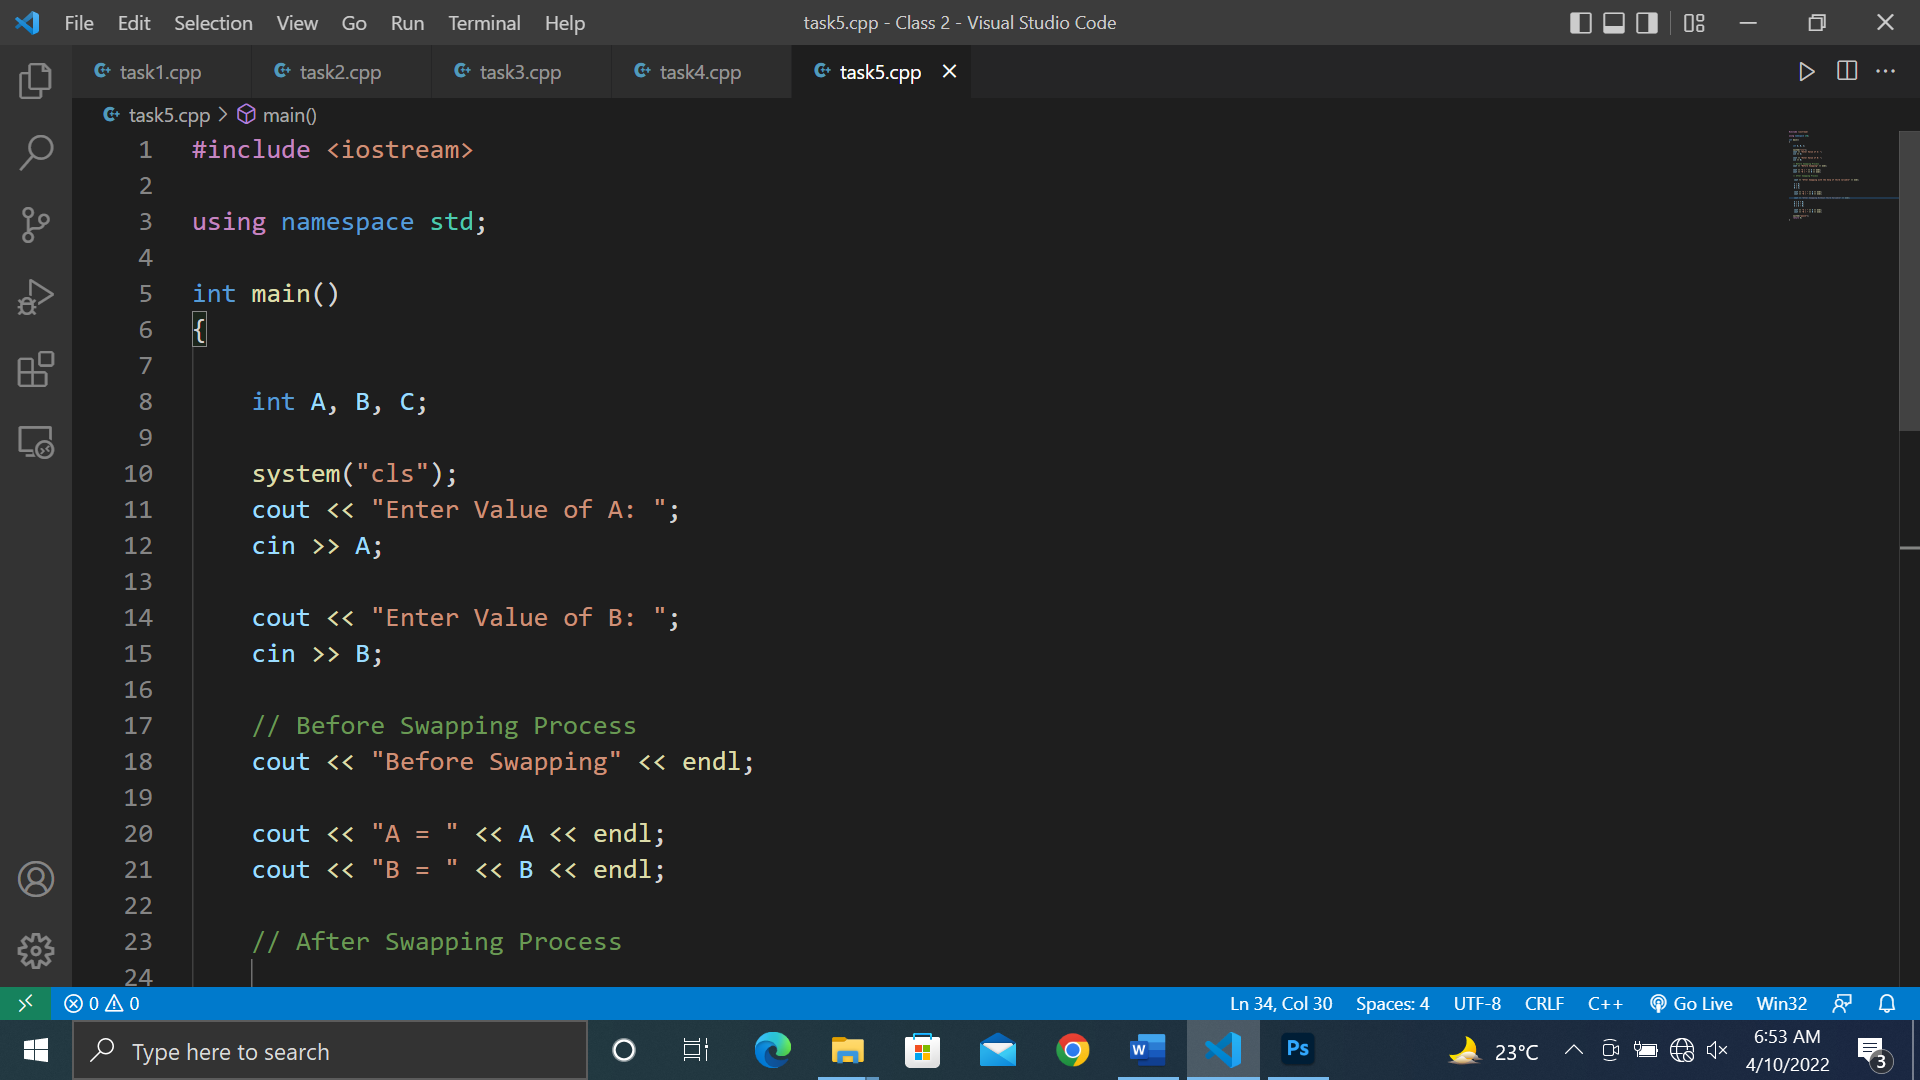 File Edit Selection View Go Run Terminal Help task5.cpp - Class 2 - Visual Studio Code
task1.cpp task2.cpp task3.cpp task4.cpp task5.cpp
task5.cpp > main()
1 #include <iostream>
2
3 using namespace std;
4
5 int main()
6 {
7
8 int A, B, C;
9
10 system("cls");
11 cout << "Enter Value of A: ";
12 cin >> A;
13
14 cout << "Enter Value of B: ";
15 cin >> B;
16
17 // Before Swapping Process
18 cout << "Before Swapping" << endl;
19
20 cout << "A = " << A << endl;
21 cout << "B = " << B << endl;
22
23 // After Swapping Process
24
0 0 Ln 34, Col 30 Spaces: 4 UTF-8 CRLF C++ Go Live Win32
Type here to search W Ps 23°C 6:53 AM
4/10/2022 3